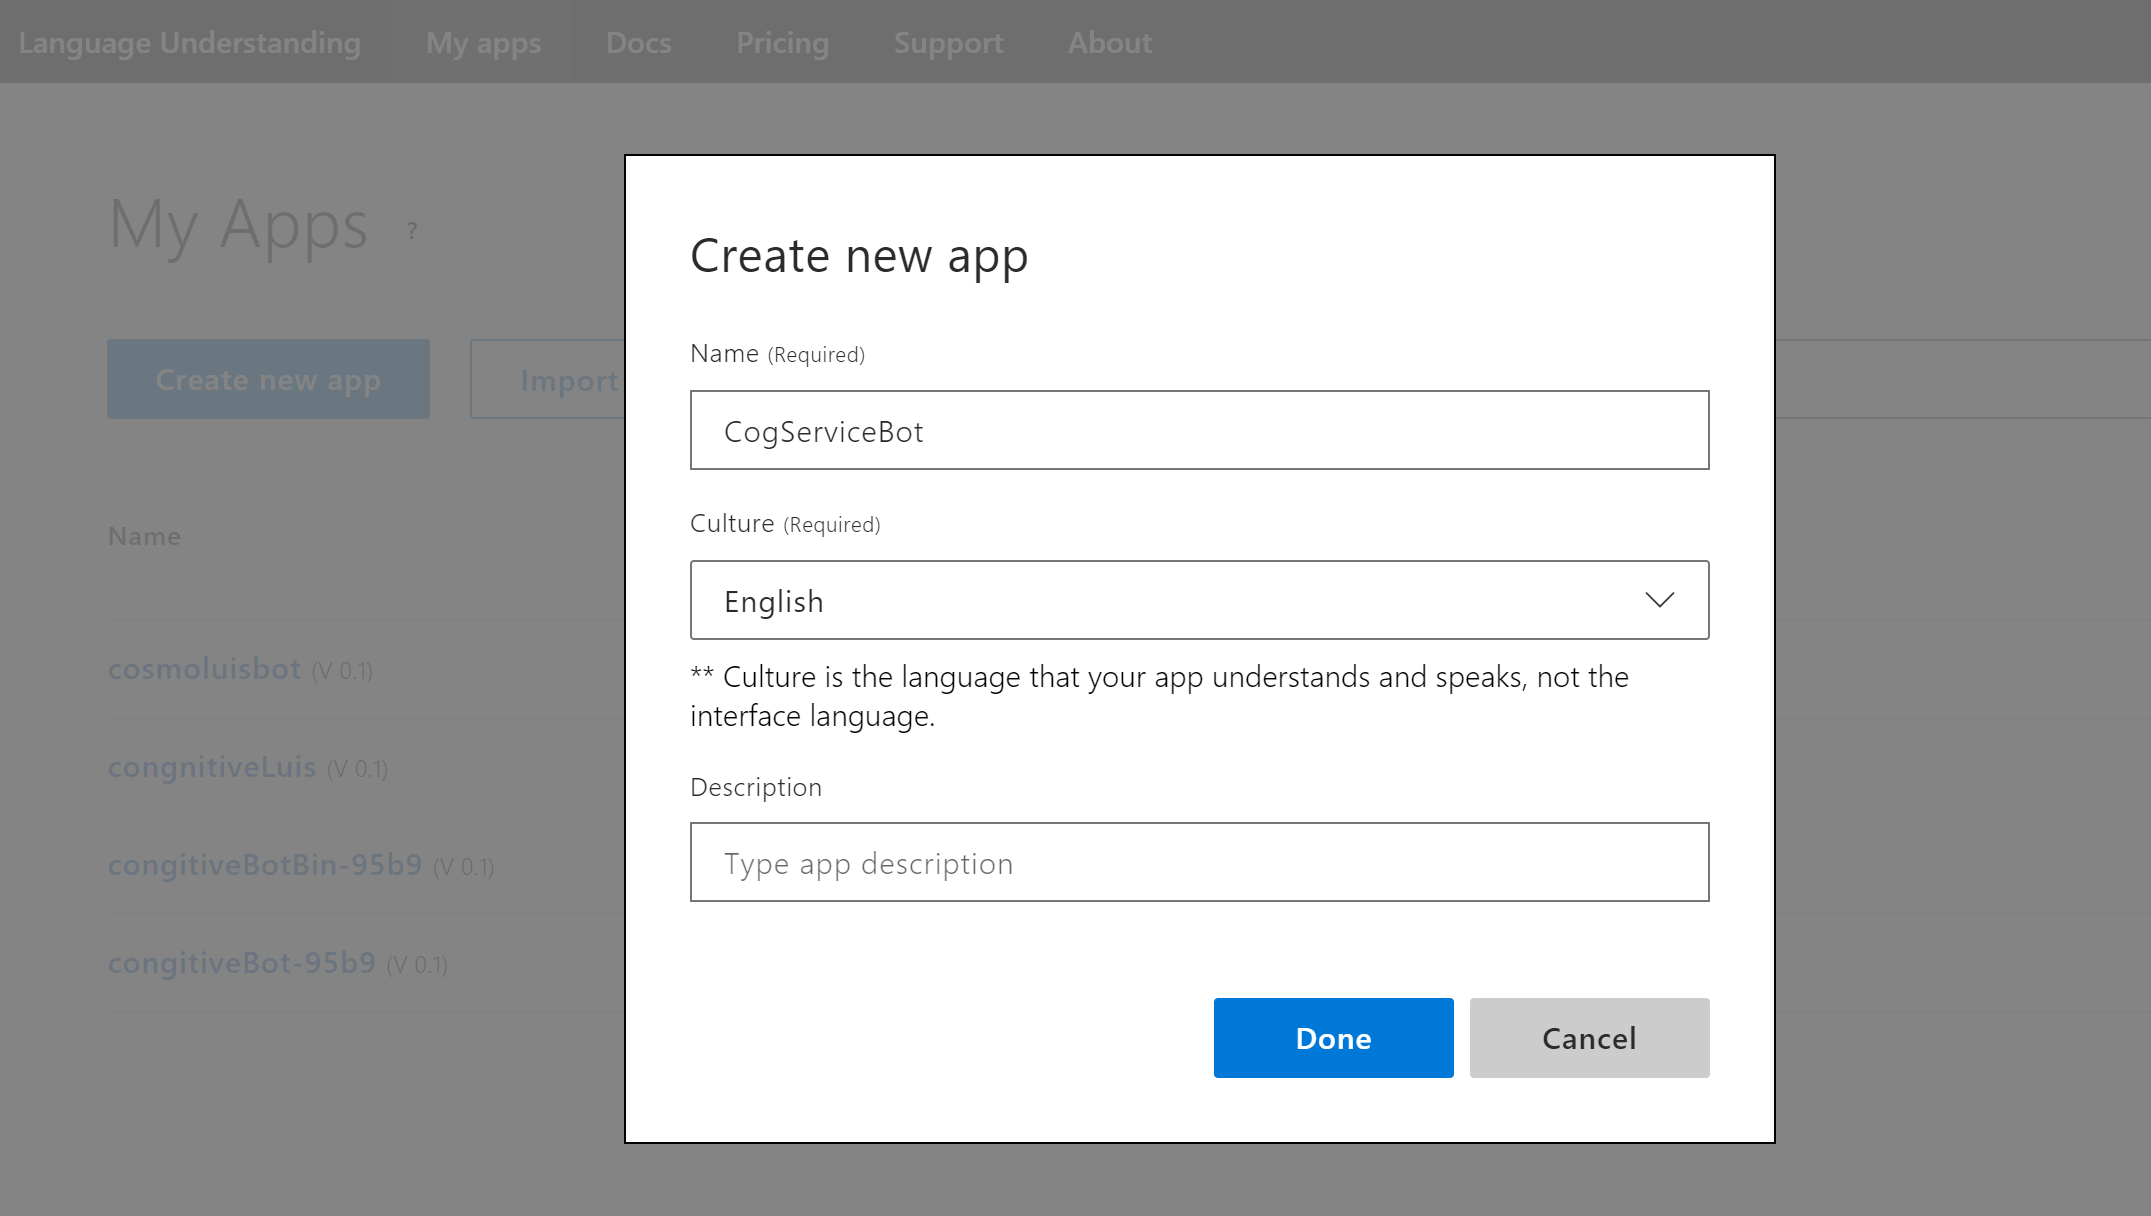 Language Understanding My apps Docs Pricing Support About
My Apps ?
Create new app Import
Name
cosmoluisbot (V 0.1)
congnitiveLuis (V 0.1)
congitiveBotBin-95b9 (V 0.1)
congitiveBot-95b9 (V 0.1)
Create new app
Name (Required)
CogServiceBot
Culture (Required)
English
** Culture is the language that your app understands and speaks, not the
interface language.
Description
Type app description
Done Cancel